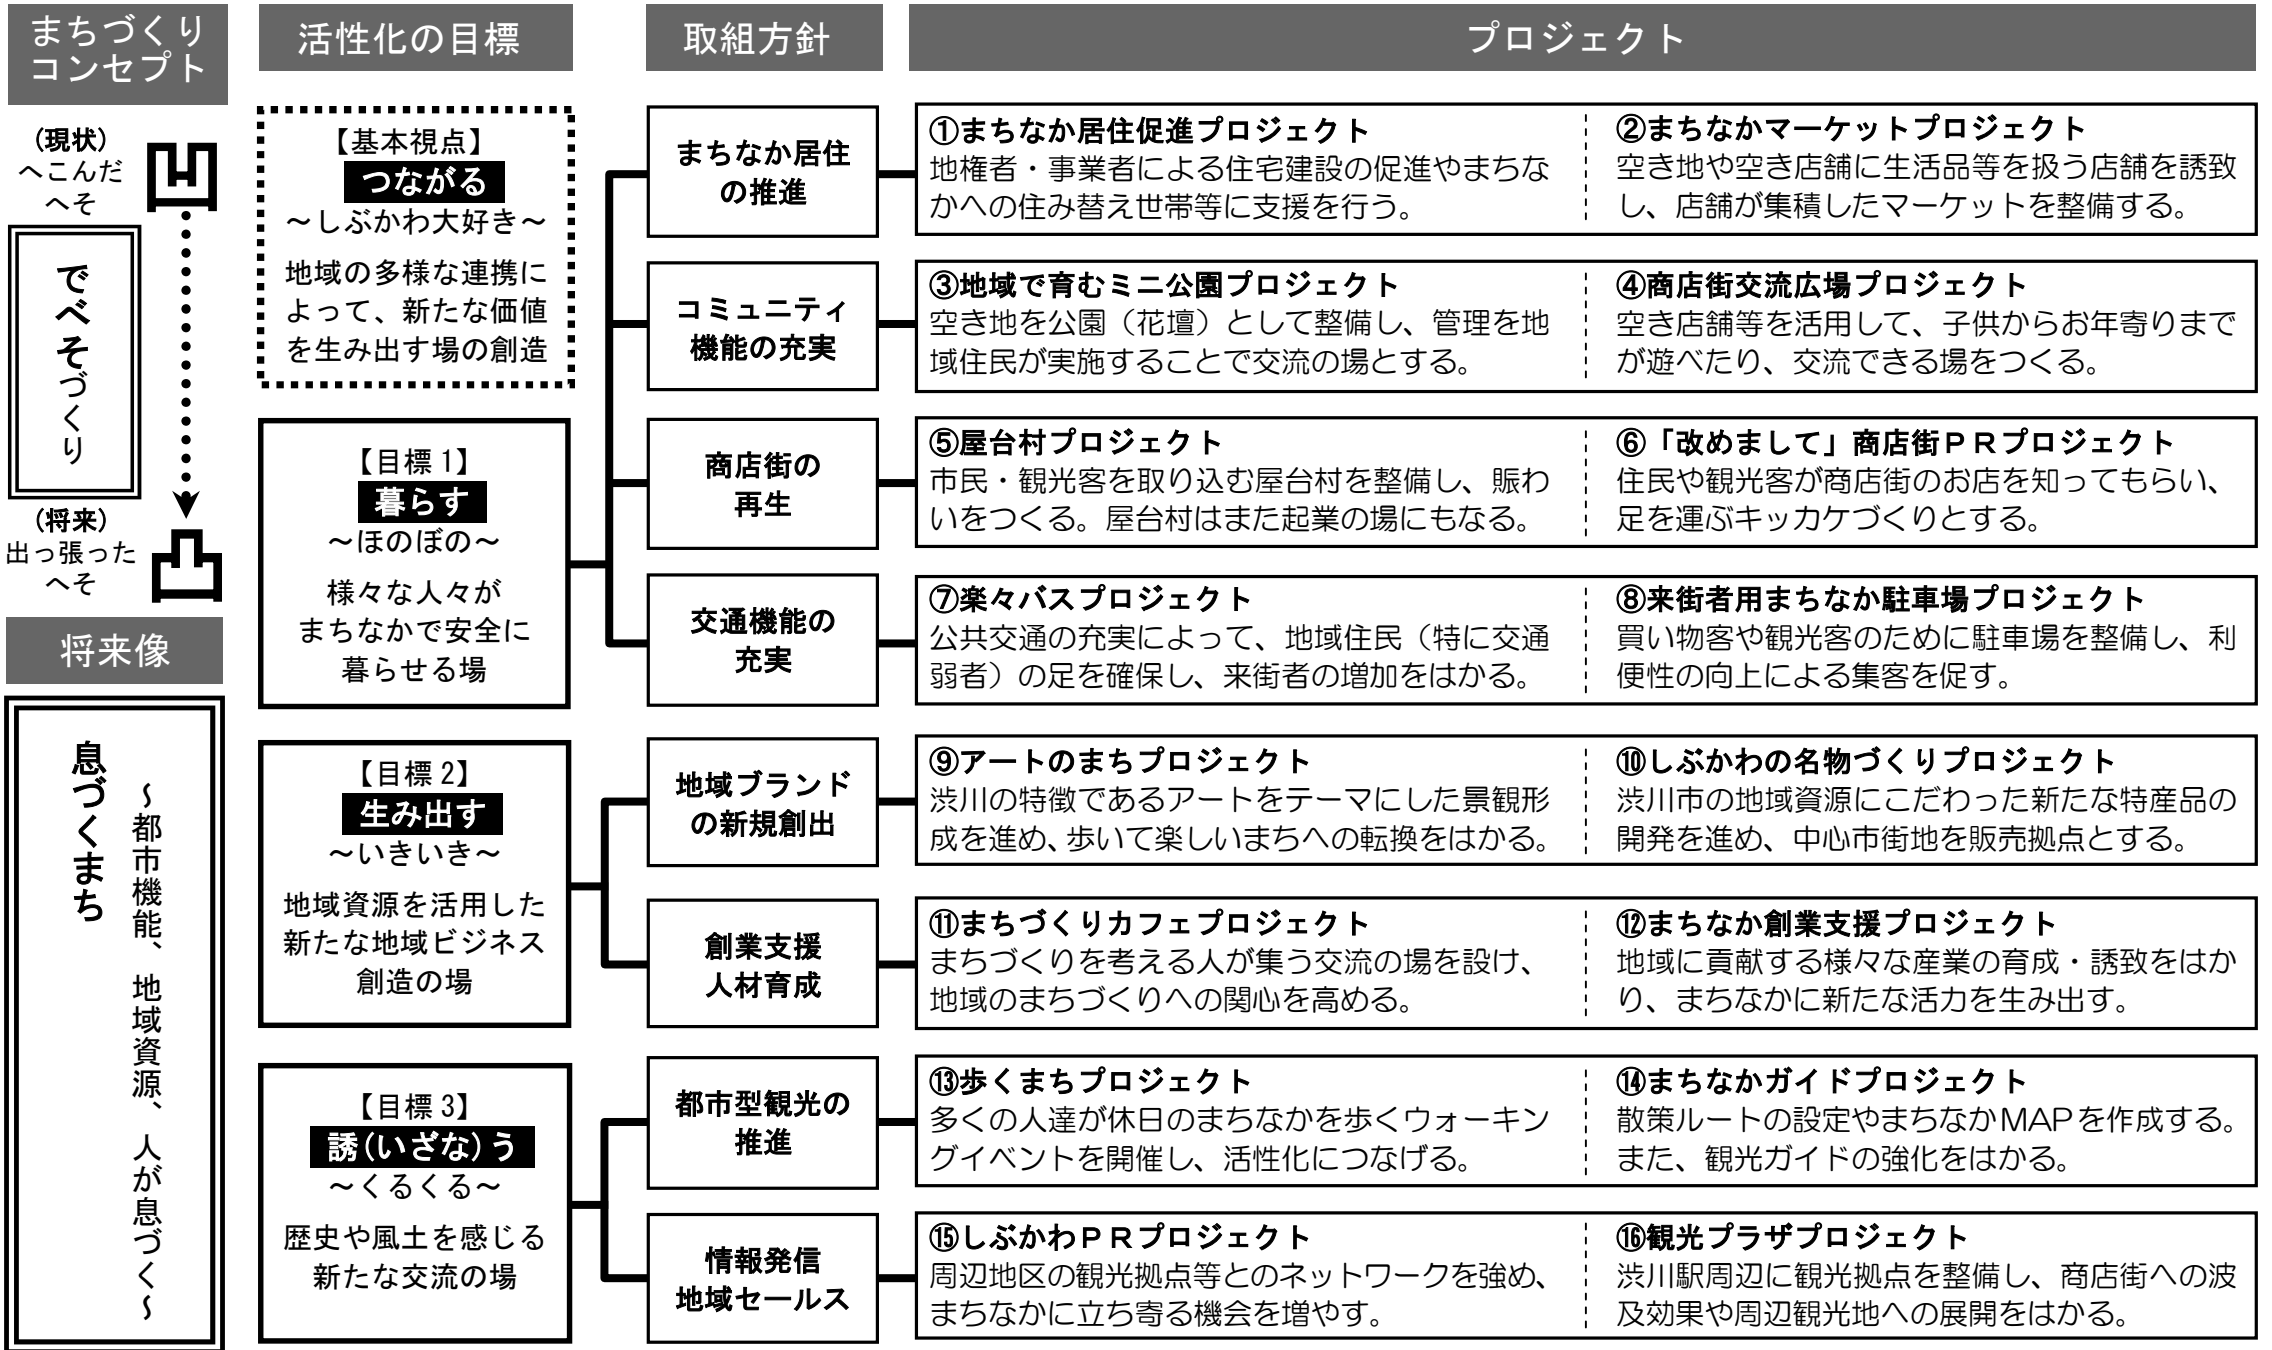 まちづくり
コンセプト
(現状)
へこんだ
へそ
凹
でべそづくり
(将来)
出っ張った
へそ
凸
将来像
息づくまち
～都市機能、地域資源、人が息づく～
活性化の目標
【基本視点】
つながる
～しぶかわ大好き～
地域の多様な連携に
よって、新たな価値
を生み出す場の創造
【目標1】
暮らす
～ほのぼの～
様々な人々が
まちなかで安全に
暮らせる場
【目標2】
生み出す
～いきいき～
地域資源を活用した
新たな地域ビジネス
創造の場
【目標3】
誘(いざな)う
～くるくる～
歴史や風土を感じる
新たな交流の場
取組方針
まちなか居住
の推進
コミュニティ
機能の充実
商店街の
再生
交通機能の
充実
地域ブランド
の新規創出
創業支援
人材育成
都市型観光の
推進
情報発信
地域セールス
プロジェクト
①まちなか居住促進プロジェクト
地権者・事業者による住宅建設の促進やまちな
かへの住み替え世帯等に支援を行う。
②まちなかマーケットプロジェクト
空き地や空き店舗に生活品等を扱う店舗を誘致
し、店舗が集積したマーケットを整備する。
③地域で育むミニ公園プロジェクト
空き地を公園（花壇）として整備し、管理を地
域住民が実施することで交流の場とする。
④商店街交流広場プロジェクト
空き店舗等を活用して、子供からお年寄りまで
が遊べたり、交流できる場をつくる。
⑤屋台村プロジェクト
市民・観光客を取り込む屋台村を整備し、賑わ
いをつくる。屋台村はまた起業の場にもなる。
⑥「改めまして」商店街ＰＲプロジェクト
住民や観光客が商店街のお店を知ってもらい、
足を運ぶキッカケづくりとする。
⑦楽々バスプロジェクト
公共交通の充実によって、地域住民（特に交通
弱者）の足を確保し、来街者の増加をはかる。
⑧来街者用まちなか駐車場プロジェクト
買い物客や観光客のために駐車場を整備し、利
便性の向上による集客を促す。
⑨アートのまちプロジェクト
渋川の特徴であるアートをテーマにした景観形
成を進め、歩いて楽しいまちへの転換をはかる。
⑩しぶかわの名物づくりプロジェクト
渋川市の地域資源にこだわった新たな特産品の
開発を進め、中心市街地を販売拠点とする。
⑪まちづくりカフェプロジェクト
まちづくりを考える人が集う交流の場を設け、
地域のまちづくりへの関心を高める。
⑫まちなか創業支援プロジェクト
地域に貢献する様々な産業の育成・誘致をはか
り、まちなかに新たな活力を生み出す。
⑬歩くまちプロジェクト
多くの人達が休日のまちなかを歩くウォーキン
グイベントを開催し、活性化につなげる。
⑭まちなかガイドプロジェクト
散策ルートの設定やまちなかMAPを作成する。
また、観光ガイドの強化をはかる。
⑮しぶかわＰＲプロジェクト
周辺地区の観光拠点等とのネットワークを強め、
まちなかに立ち寄る機会を増やす。
⑯観光プラザプロジェクト
渋川駅周辺に観光拠点を整備し、商店街への波
及効果や周辺観光地への展開をはかる。